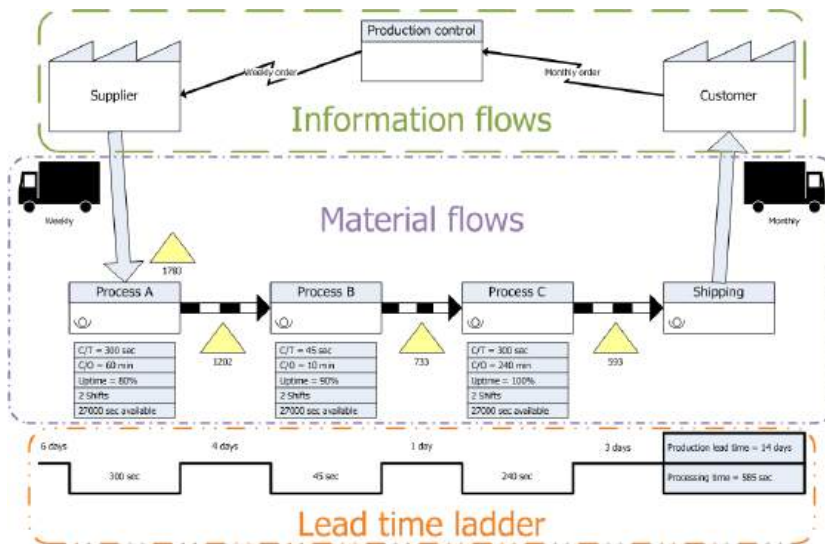 Production control
Weekly order
Monthly order
Supplier
Customer
Information flows
Weekly
Material flows
Monthly
1783
Process A
Process B
Process C
Shipping
1202
733
593
C/T = 300 sec
C/O = 60 min
Uptime = 80%
2 Shifts
27000 sec available
C/T = 45 sec
C/O = 10 min
Uptime = 90%
2 Shifts
27000 sec available
C/T = 300 sec
C/O = 240 min
Uptime = 100%
2 Shifts
27000 sec available
6 days
4 days
1 day
3 days
Production lead time = 14 days
300 sec
45 sec
240 sec
Processing time = 585 sec
Lead time ladder